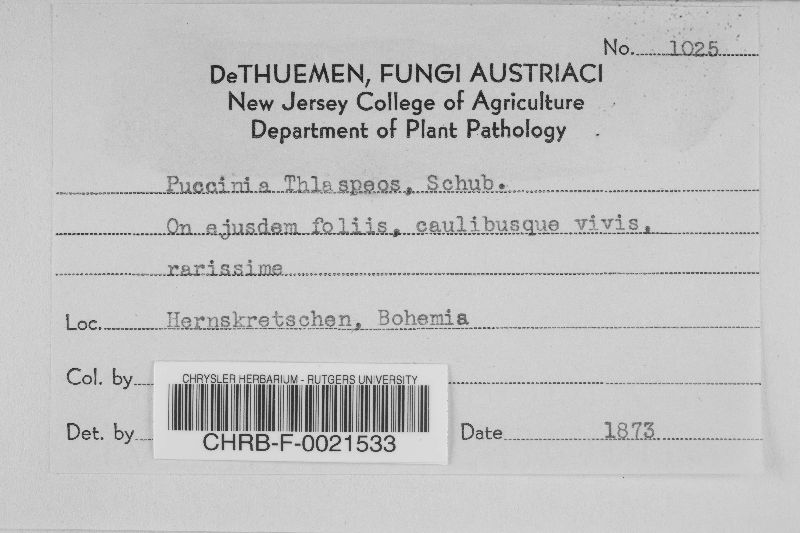 No. 1025
DeTHUEMEN, FUNGI AUSTRIACI
New Jersey College of Agriculture
Department of Plant Pathology
Puccinia Thlaspeos, Schub.
On ejusdem foliis, caulibusque vivis,
rarissime
Loc. Hernskretschen, Bohemia
Col. by
CHRYSLER HERBARIUM - RUTGERS UNIVERSITY
CHRB-F-0021533
Det. by
Date 1873